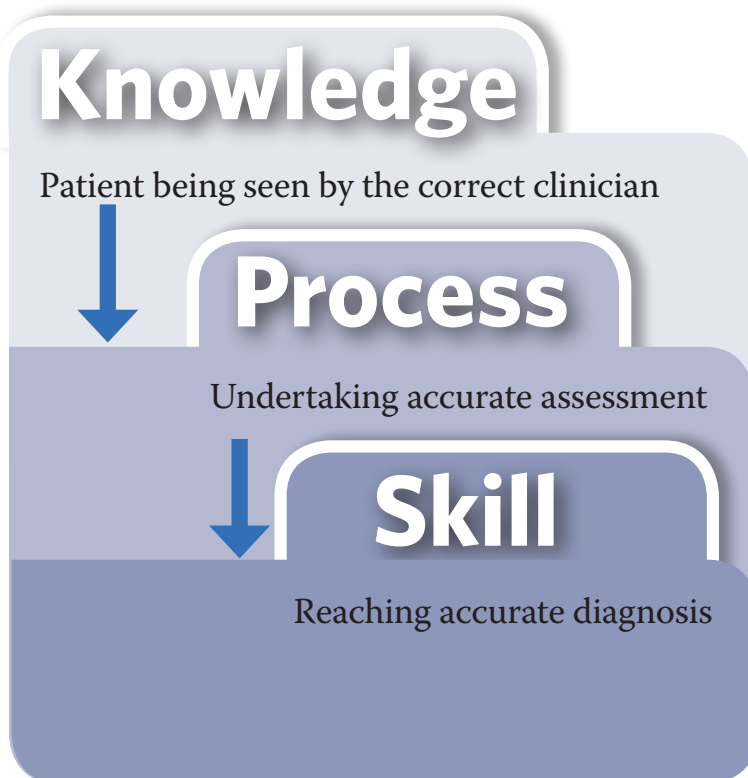 Knowledge
Patient being seen by the correct clinician
Process
Undertaking accurate assessment
Skill
Reaching accurate diagnosis